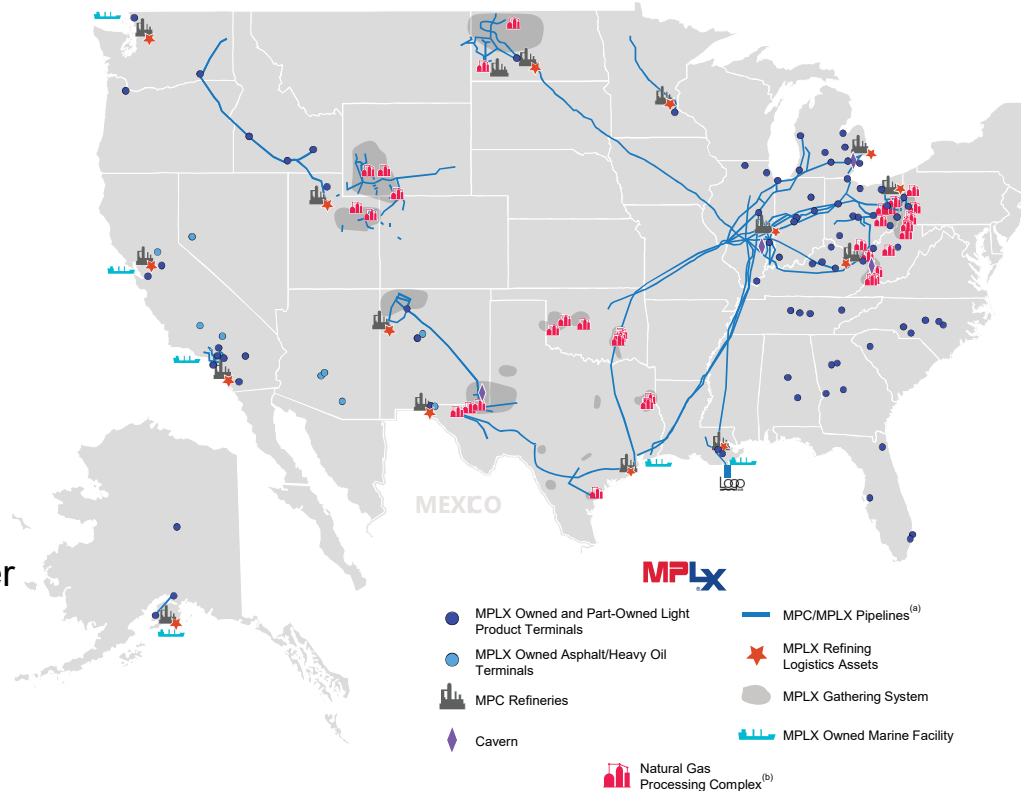 MEXICO
er
LOOP
MPLX
MPLX Owned and Part-Owned Light
Product Terminals
MPLX Owned Asphalt/Heavy Oil
Terminals
MPC Refineries
Cavern
MPC/MPLX Pipelines(a)
MPLX Refining
Logistics Assets
MPLX Gathering System
MPLX Owned Marine Facility
Natural Gas
Processing Complex(b)